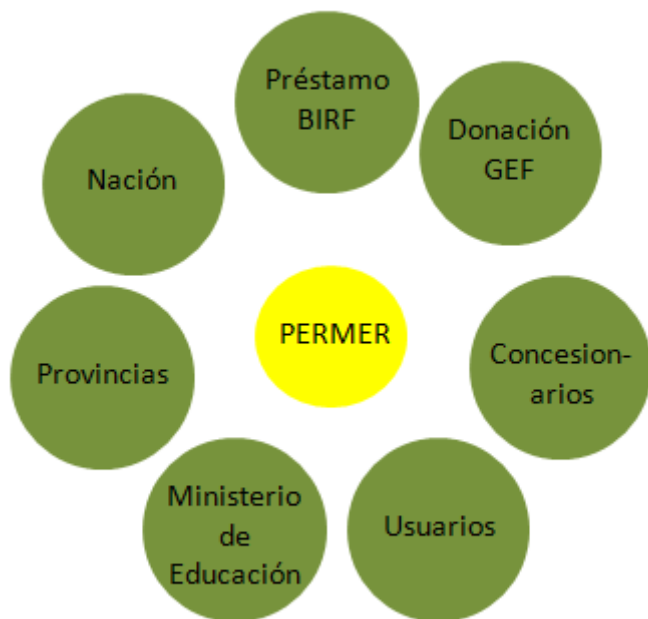 Préstamo
BIRF
Donación
GEF
Nación
PERMER
Concesion-
arios
Provincias
Ministerio
de
Educación
Usuarios